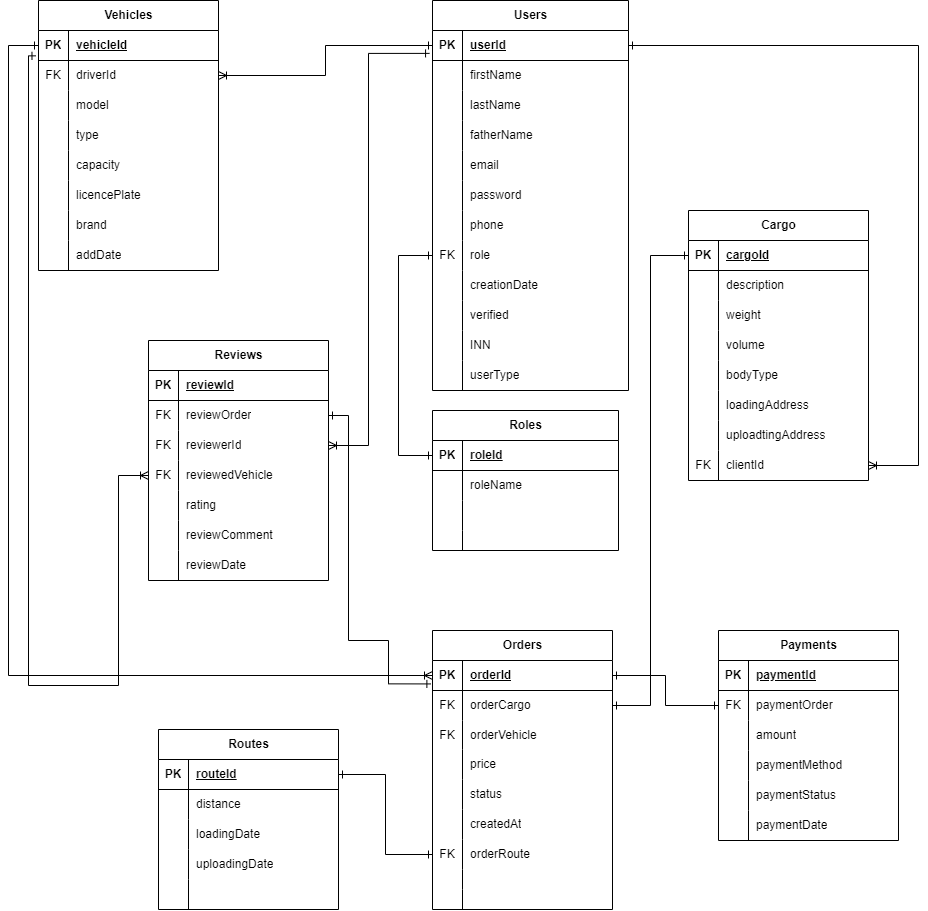 Vehicles
PK vehicleId
FK driverId
model
type
capacity
licencePlate
brand
addDate
Users
PK userId
firstName
lastName
fatherName
email
password
phone
FK role
creationDate
verified
INN
userType
Cargo
PK cargoId
description
weight
volume
bodyType
loadingAddress
uploadtingAddress
FK clientId
Reviews
PK reviewId
FK reviewOrder
FK reviewerId
FK reviewedVehicle
rating
reviewComment
reviewDate
Roles
PK roleId
roleName
Orders
PK orderId
FK orderCargo
FK orderVehicle
price
status
createdAt
FK orderRoute
Payments
PK paymentId
FK paymentOrder
amount
paymentMethod
paymentStatus
paymentDate
Routes
PK routeId
distance
loadingDate
uploadingDate